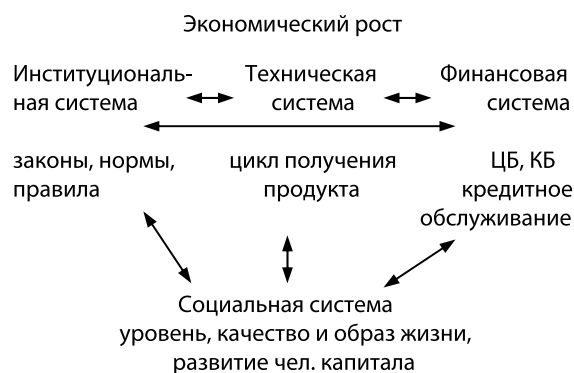 Экономический рост
Институциональ-
ная система
Техническая
система
Финансовая
система
законы, нормы,
правила
цикл получения
продукта
ЦБ, КБ
кредитное
обслуживание
Социальная система
уровень, качество и образ жизни,
развитие чел. капитала